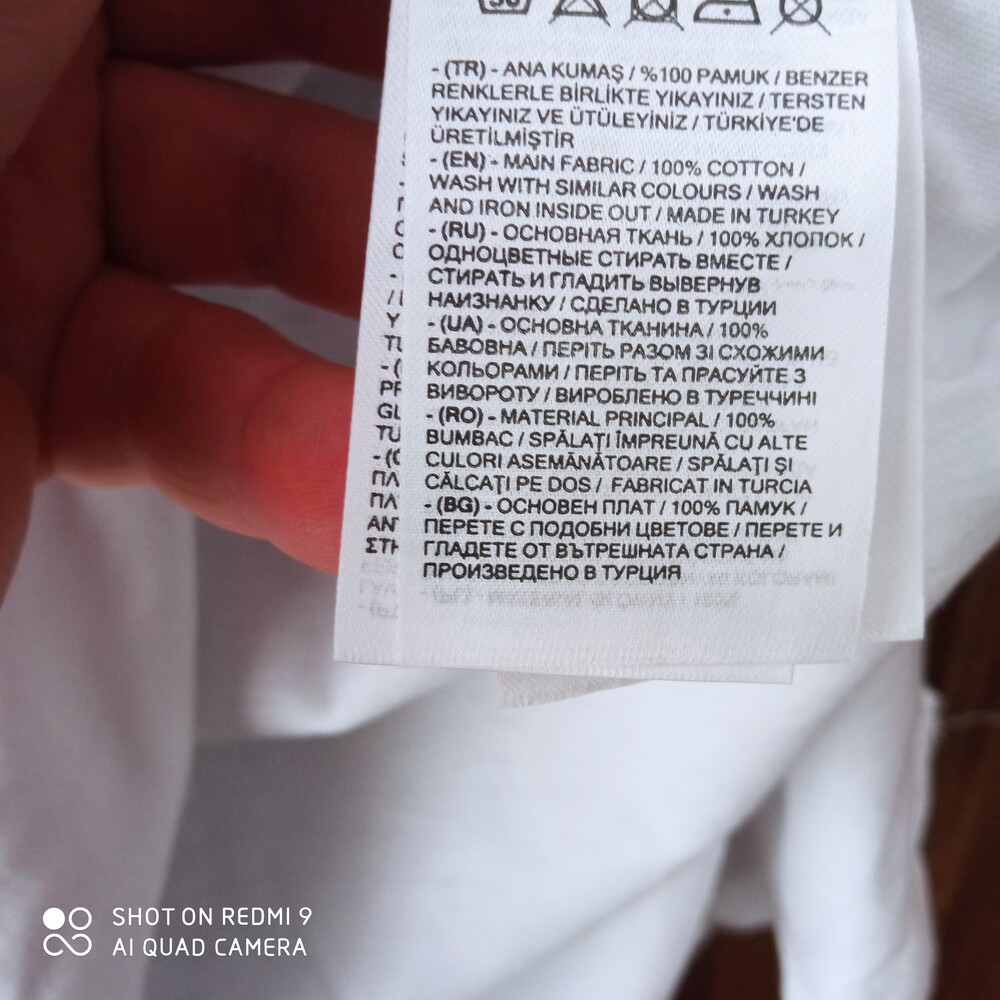 30
- (TR) - ANA KUMAŞ / %100 PAMUK / BENZER
RENKLERLE BİRLİKTE YIKAYINIZ / TERSTEN
YIKAYINIZ VE ÜTÜLEYİNİZ / TÜRKİYE'DE
ÜRETİLMİŞTİR
- (EN) - MAIN FABRIC / 100% COTTON /
WASH WITH SIMILAR COLOURS / WASH
AND IRON INSIDE OUT / MADE IN TURKEY
- (RU) - ОСНОВНАЯ ТКАНЬ / 100% ХЛОПОК /
ОДНОЦВЕТНЫЕ СТИРАТЬ ВМЕСТЕ /
СТИРАТЬ И ГЛАДИТЬ ВЫВЕРНУВ
НАИЗНАНКУ / СДЕЛАНО В ТУРЦИИ
- (UA) - ОСНОВНА ТКАНИНА / 100%
БАВОВНА / ПЕРІТЬ РАЗОМ ЗІ СХОЖИМИ
КОЛЬОРАМИ / ПЕРІТЬ ТА ПРАСУЙТЕ З
ВИВОРОТУ / ВИРОБЛЕНО В ТУРЕЧЧИНІ
- (RO) - MATERIAL PRINCIPAL / 100%
BUMBAC / SPĂLAȚI ÎMPREUNĂ CU ALTE
CULORI ASEMĂNĂTOARE / SPĂLAȚI ȘI
CĂLCAȚI PE DOS / FABRICAT IN TURCIA
- (BG) - ОСНОВЕН ПЛАТ / 100% ПАМУК /
ПЕРЕТЕ С ПОДОБНИ ЦВЕТОВЕ / ПЕРЕТЕ И
ГЛАДЕТЕ ОТ ВЪТРЕШНАТА СТРАНА /
ПРОИЗВЕДЕНО В ТУРЦИЯ
SHOT ON REDMI 9
AI QUAD CAMERA